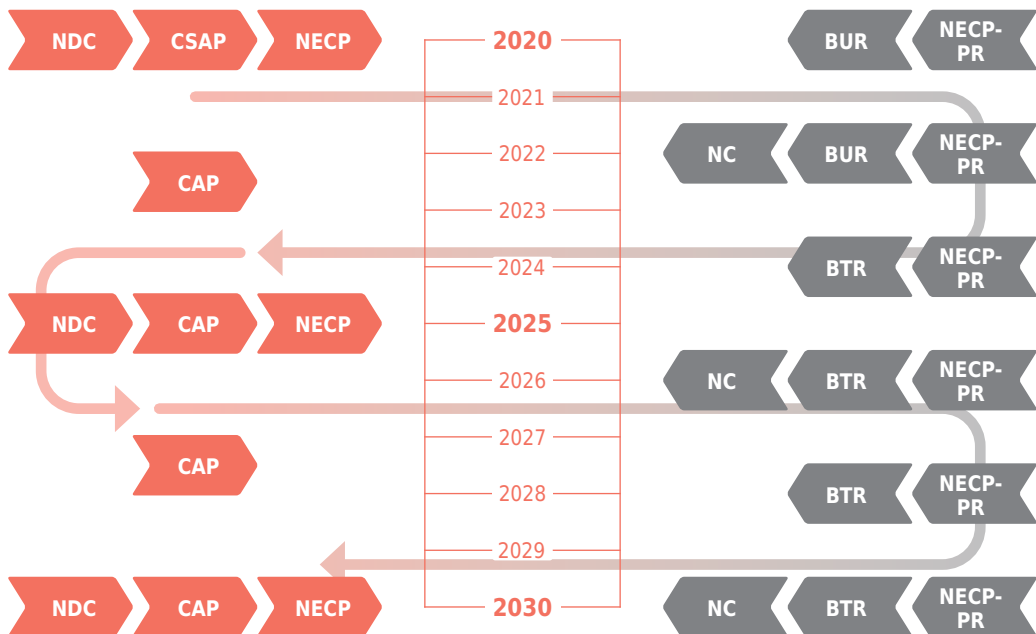 NDC CSAP NECP 2020 BUR NECP-
PR
2021
NC BUR NECP-
PR
2022
CAP
2023
BTR NECP-
PR
2024
NDC CAP NECP 2025
2026 NC BTR NECP-
PR
2027
CAP
2028 BTR NECP-
PR
2029
NDC CAP NECP 2030 NC BTR NECP-
PR